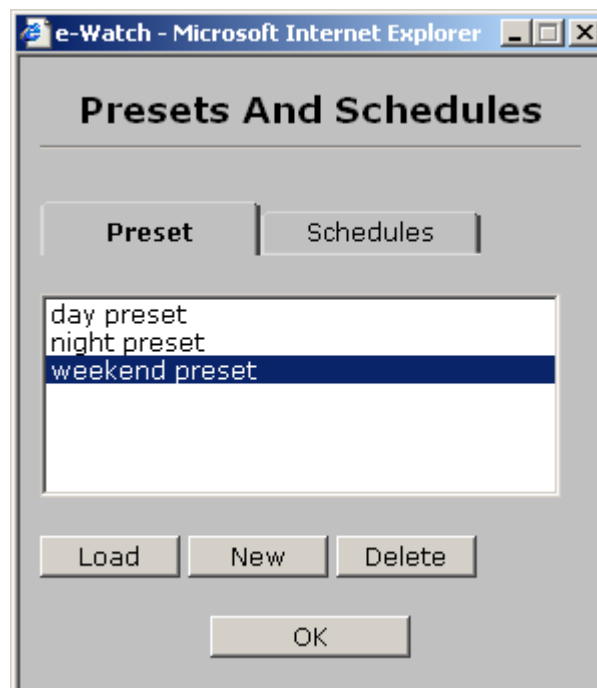 e-Watch - Microsoft Internet Explorer
Presets And Schedules
Preset Schedules
day preset
night preset
weekend preset
Load New Delete
OK